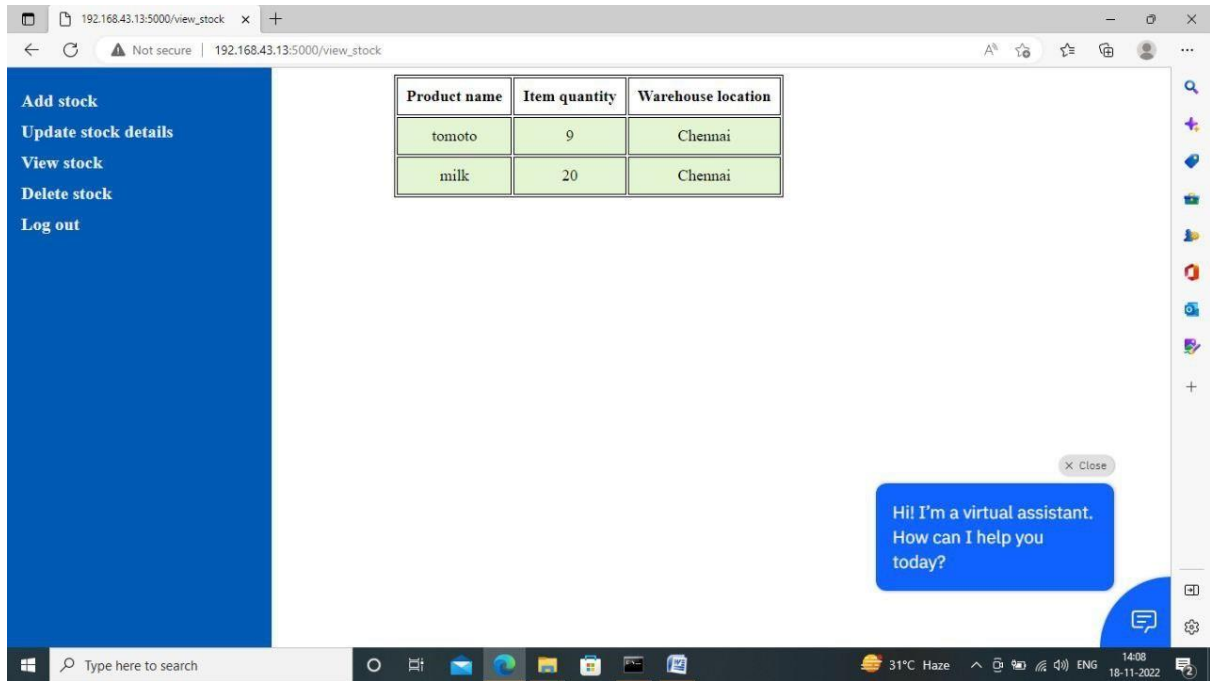 192.168.43.13:5000/view_stock
Not secure | 192.168.43.13:5000/view_stock
Add stock
Update stock details
View stock
Delete stock
Log out
Product name Item quantity Warehouse location
tomoto 9 Chennai
milk 20 Chennai
Close
Hi! I'm a virtual assistant.
How can I help you
today?
Type here to search
31°C Haze
ENG
14:08
18-11-2022
2